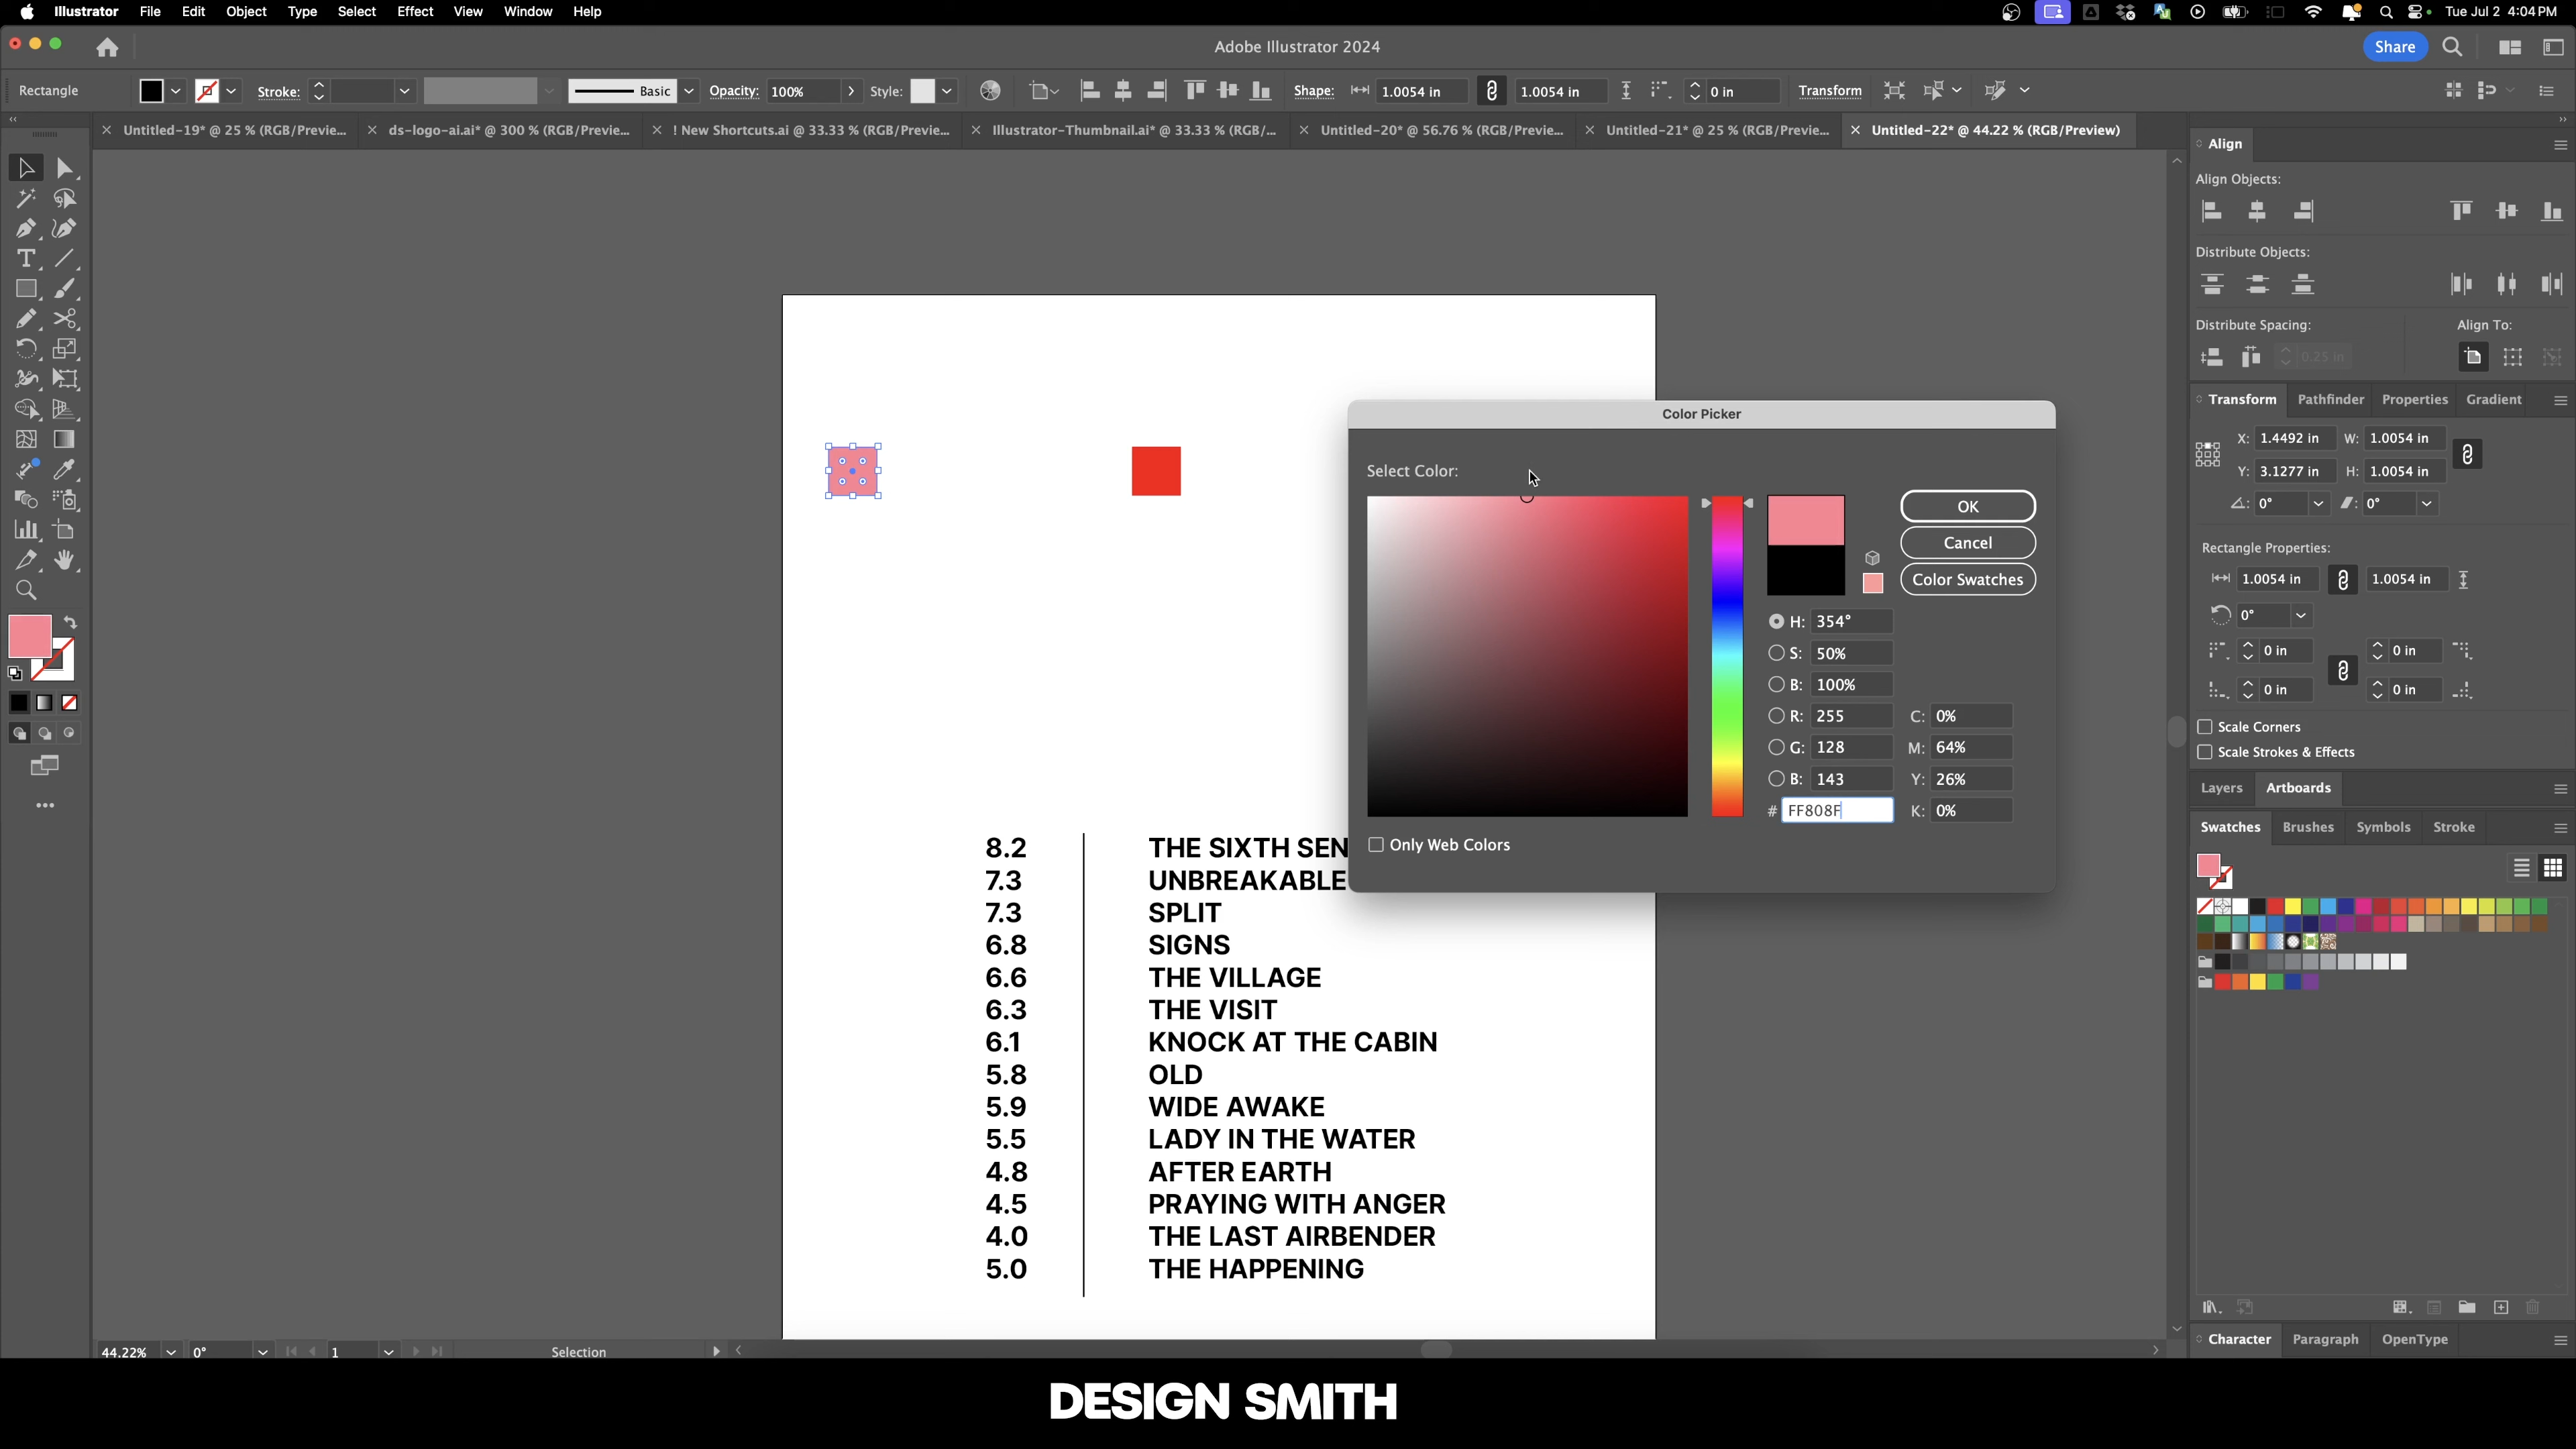 Illustrator File Edit Object Type Select Effect View Window Help
Tue Jul 2 4:04 PM
Adobe Illustrator 2024
Share
Rectangle
Stroke:
Basic
Opacity: 100%
Style:
Shape: 1.0054 in 1.0054 in
0 in
Transform
Untitled-19* @ 25 % (RGB/Previe...
ds-logo-ai.ai* @ 300 % (RGB/Previe...
! New Shortcuts.ai @ 33.33 % (RGB/Previe...
Illustrator-Thumbnail.ai* @ 33.33 % (RGB/...
Untitled-20* @ 56.76 % (RGB/Previe...
Untitled-21* @ 25 % (RGB/Previe...
Untitled-22* @ 44.22 % (RGB/Preview)
Color Picker
Select Color:
OK
Cancel
Color Swatches
H: 354°
S: 50%
B: 100%
R: 255 C: 0%
G: 128 M: 64%
B: 143 Y: 26%
# FF808F K: 0%
Only Web Colors
8.2 THE SIXTH SEN
7.3 UNBREAKABLE
7.3 SPLIT
6.8 SIGNS
6.6 THE VILLAGE
6.3 THE VISIT
6.1 KNOCK AT THE CABIN
5.8 OLD
5.9 WIDE AWAKE
5.5 LADY IN THE WATER
4.8 AFTER EARTH
4.5 PRAYING WITH ANGER
4.0 THE LAST AIRBENDER
5.0 THE HAPPENING
44.22% 0° 1 Selection
Align
Align Objects:
Distribute Objects:
Distribute Spacing: Align To:
0.25 in
Transform Pathfinder Properties Gradient
X: 1.4492 in W: 1.0054 in
Y: 3.1277 in H: 1.0054 in
0° 0°
Rectangle Properties:
1.0054 in 1.0054 in
0°
0 in 0 in
0 in 0 in
Scale Corners
Scale Strokes & Effects
Layers Artboards
Swatches Brushes Symbols Stroke
Character Paragraph OpenType
DESIGN SMITH